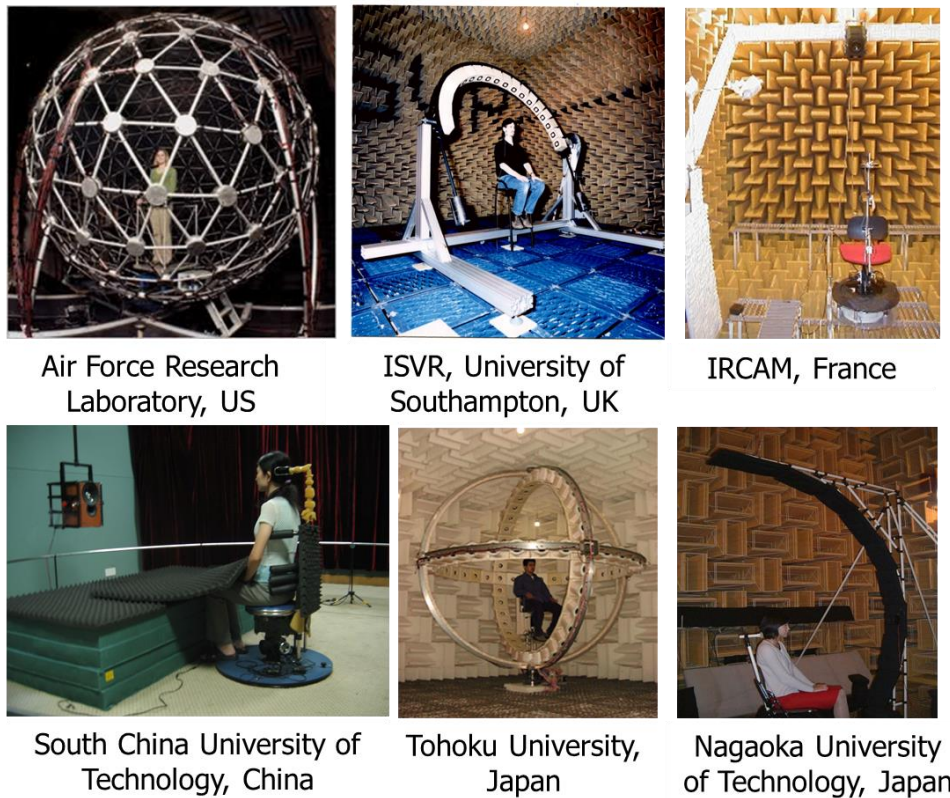 Air Force Research
Laboratory, US
ISVR, University of
Southampton, UK
IRCAM, France
South China University of
Technology, China
Tohoku University,
Japan
Nagaoka University
of Technology, Japan